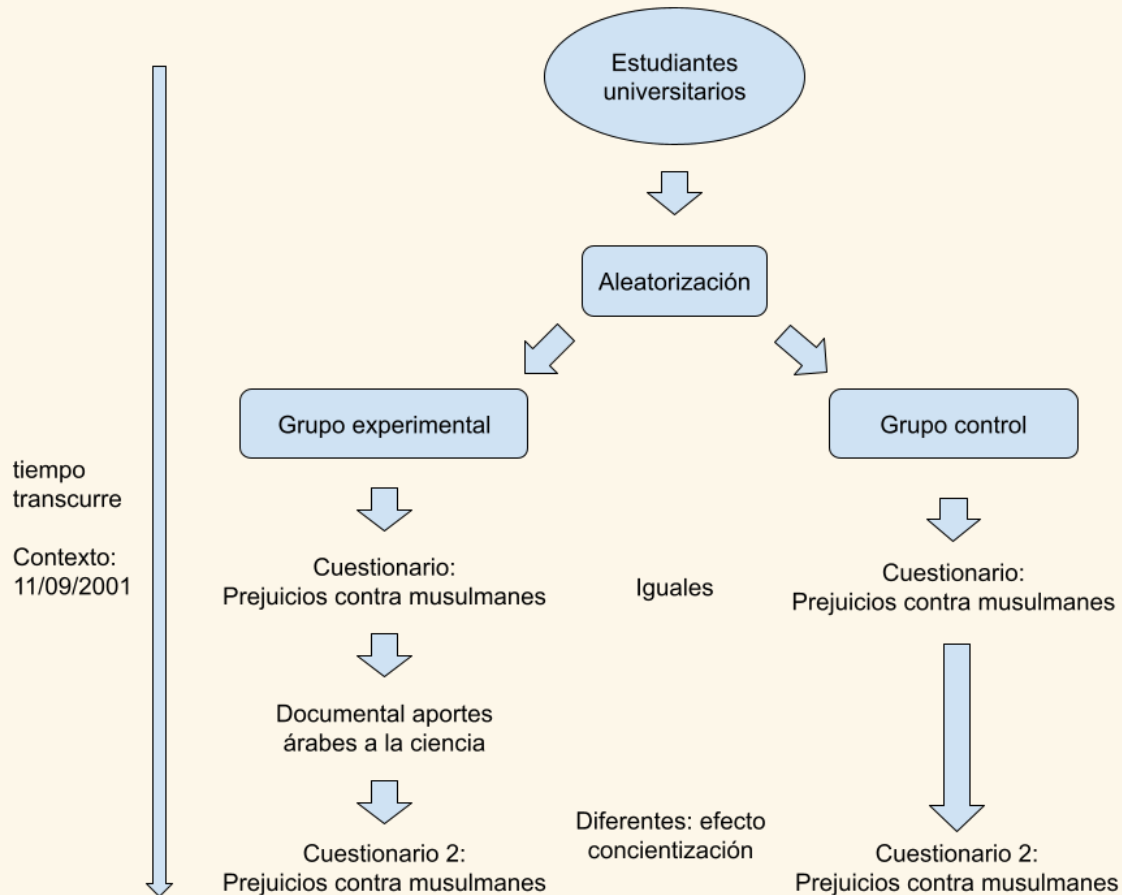 Estudiantes
universitarios
Aleatorización
Grupo experimental
Grupo control
tiempo
transcurre
Contexto:
11/09/2001
Cuestionario:
Prejuicios contra musulmanes
Iguales
Cuestionario:
Prejuicios contra musulmanes
Documental aportes
árabes a la ciencia
Diferentes: efecto
concientización
Cuestionario 2:
Prejuicios contra musulmanes
Cuestionario 2:
Prejuicios contra musulmanes